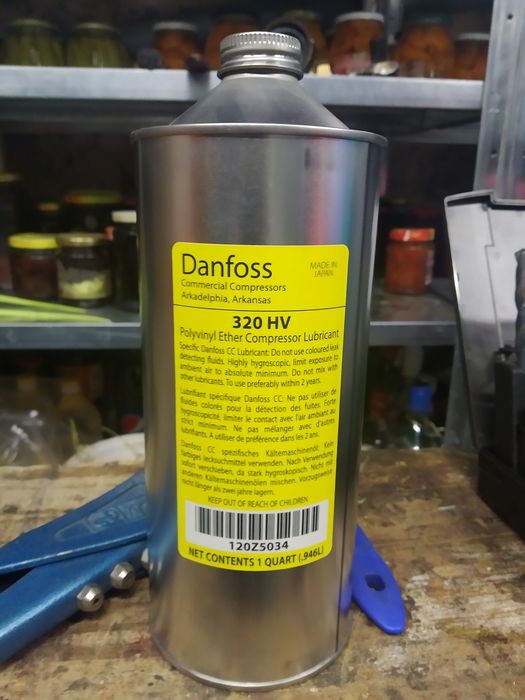 Danfoss
MADE IN
JAPAN
Commercial Compressors
Arkadelphia, Arkansas
320 HV
Polyvinyl Ether Compressor Lubricant
Specific Danfoss CC Lubricant: Do not use coloured leak
detecting fluids. Highly hygroscopic, limit exposure to
ambient air to absolute minimum. Do not mix with
other lubricants. To use preferably within 2 years.
Lubrifiant spécifique Danfoss CC: Ne pas utiliser de
fluides colorés pour la détection des fuites. Forte
hygroscopicité, limiter le contact avec l'air ambiant au
strict minimum. Ne pas mélanger avec d'autres
lubrifiants. A utiliser de préférence dans les 2 ans.
Danfoss CC spezifisches Kältemaschinenöl: Kein
farbiges lecksuchmittel verwenden. Nach Verwendung
sofort verschieben, da stark hygroskopisch. Nicht mit
anderen Kältemaschinenölen mischen. Vorzugsweise
nicht länger als zwei jahre lagern.
KEEP OUT OF REACH OF CHILDREN
120Z5034
NET CONTENTS 1 QUART (.946L)